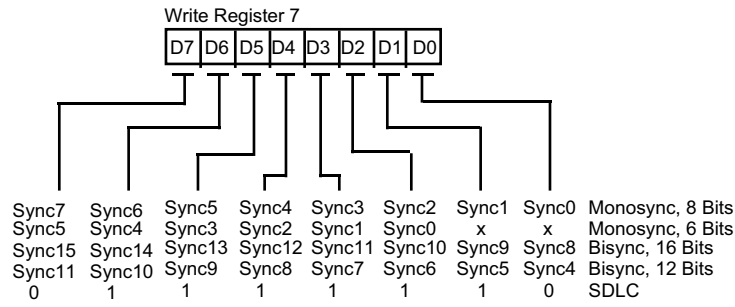 Write Register 7
D7 D6 D5 D4 D3 D2 D1 D0
Sync7 Sync6 Sync5 Sync4 Sync3 Sync2 Sync1 Sync0 Monosync, 8 Bits
Sync5 Sync4 Sync3 Sync2 Sync1 Sync0 x x Monosync, 6 Bits
Sync15 Sync14 Sync13 Sync12 Sync11 Sync10 Sync9 Sync8 Bisync, 16 Bits
Sync11 Sync10 Sync9 Sync8 Sync7 Sync6 Sync5 Sync4 Bisync, 12 Bits
0 1 1 1 1 1 1 0 SDLC